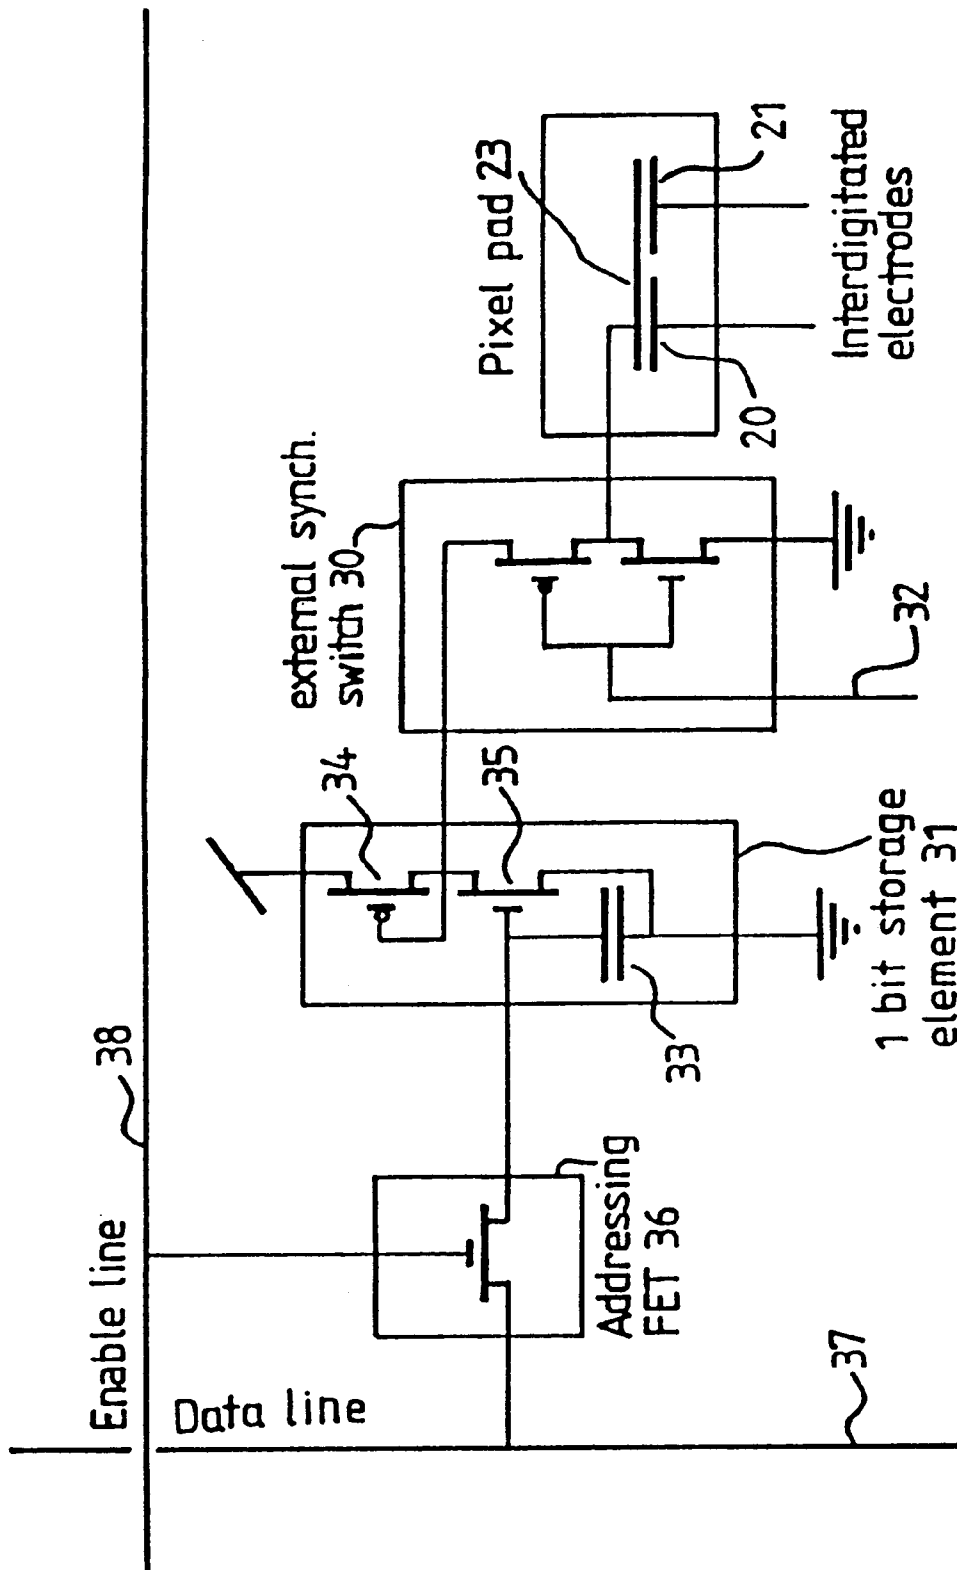 Enable line
38
Data line
37
Addressing
FET 36
33
34
35
1 bit storage
element 31
external synch.
switch 30
32
Pixel pad 23
20
21
Interdigitated
electrodes